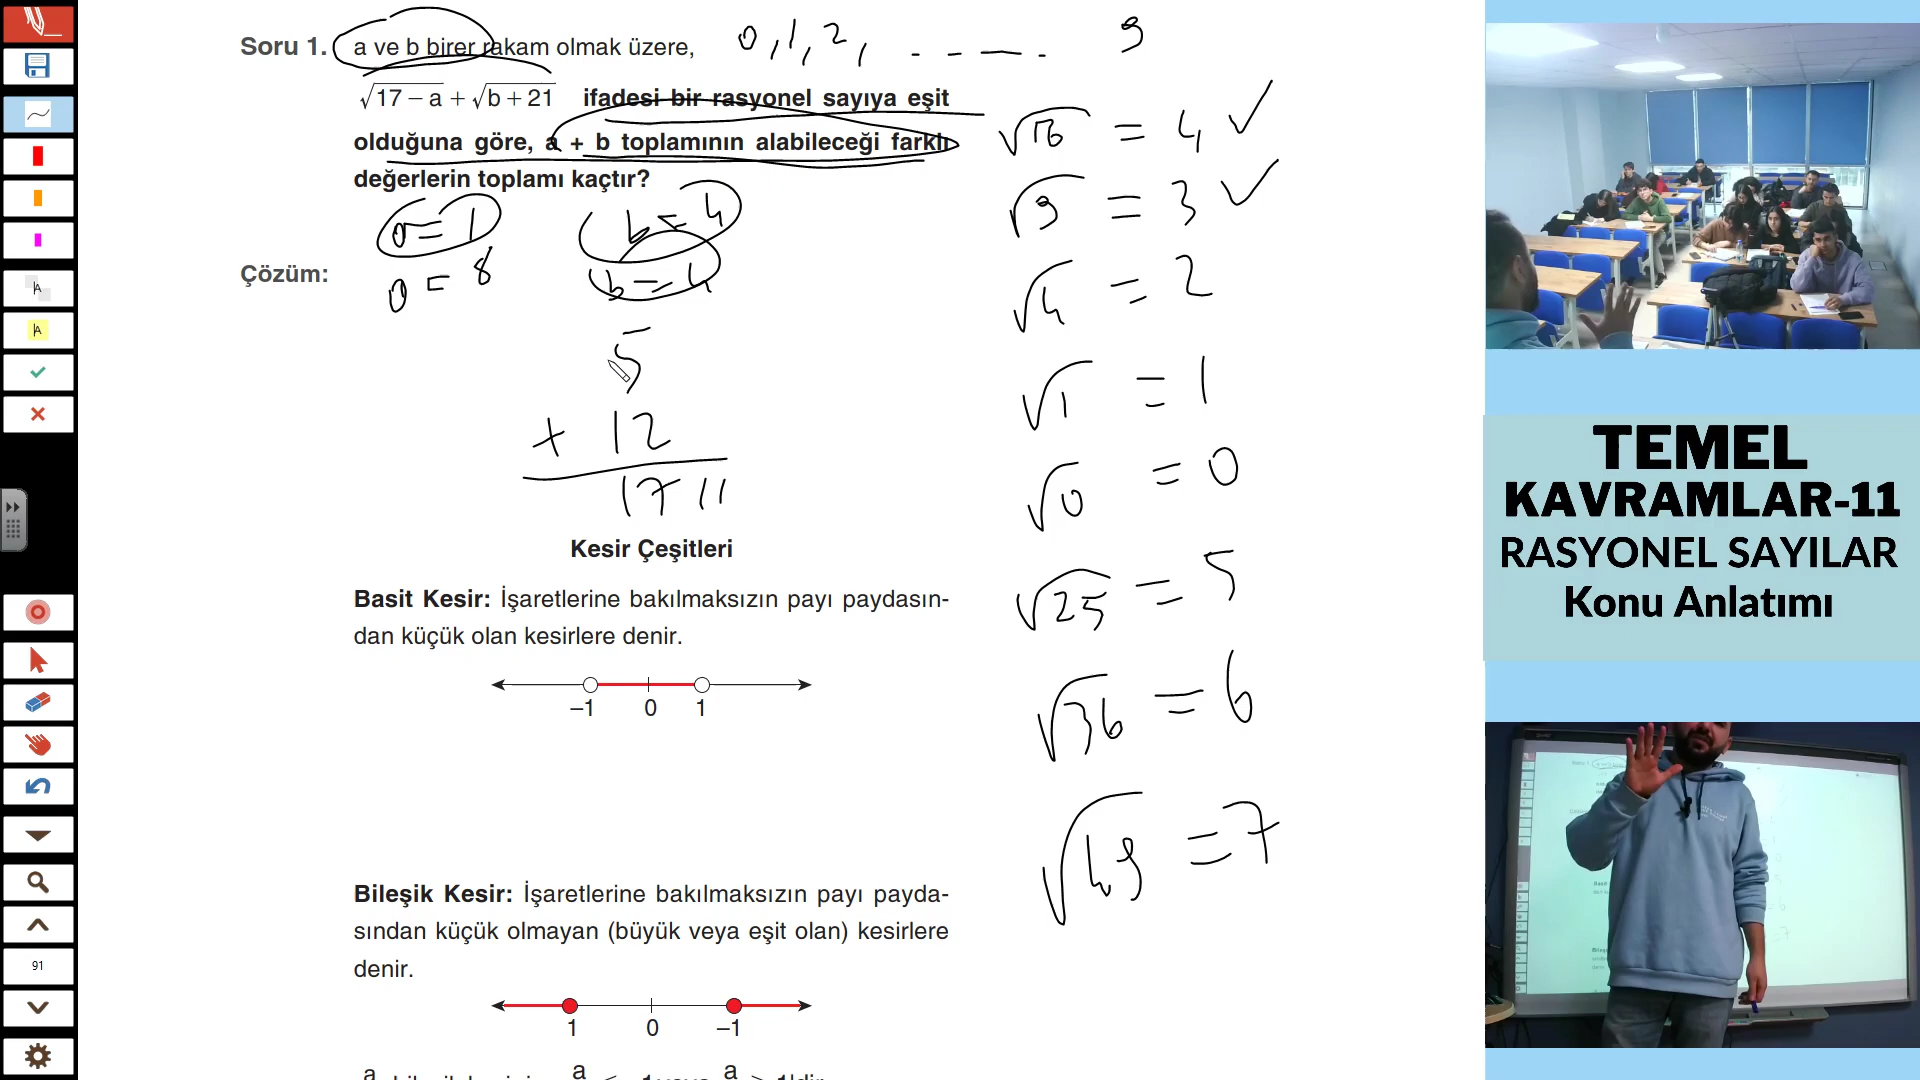 Soru 1. a ve b birer rakam olmak üzere, 0, 1, 2, . - - — . 9
√17 – a + √b + 21 ifadesi bir rasyonel sayıya eşit
olduğuna göre, a + b toplamının alabileceği farklı
değerlerin toplamı kaçtır?
a = 1 b = 4
a = 8 b = 4
Çözüm:
5
+ 12
17 //
√16 = 4 ✓
√9 = 3 ✓
√4 = 2
√1 = 1
√0 = 0
√25 = 5
√36 = 6
√49 = 7
Kesir Çeşitleri
Basit Kesir: İşaretlerine bakılmaksızın payı paydasın-
dan küçük olan kesirlere denir.
–1 0 1
Bileşik Kesir: İşaretlerine bakılmaksızın payı payda-
sından küçük olmayan (büyük veya eşit olan) kesirlere
denir.
1 0 –1
TEMEL
KAVRAMLAR-11
RASYONEL SAYILAR
Konu Anlatımı
91